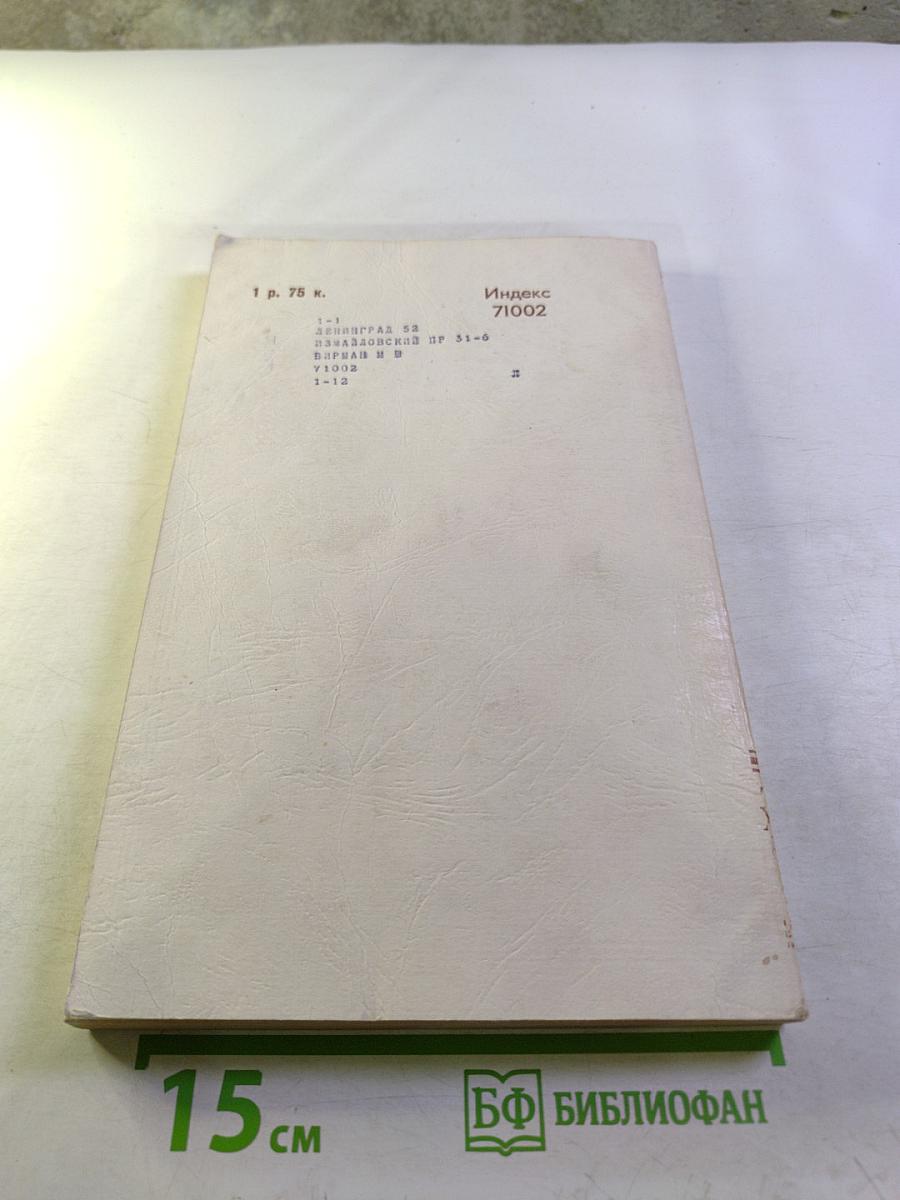 1 р. 75 к.
Индекс
71002
1-1
ЛЕНИНГРАД 52
ИЗМАЙЛОВСКИЙ ПР 31-6
71002
1-12
Л
15 см
БФ БИБЛИОФАН